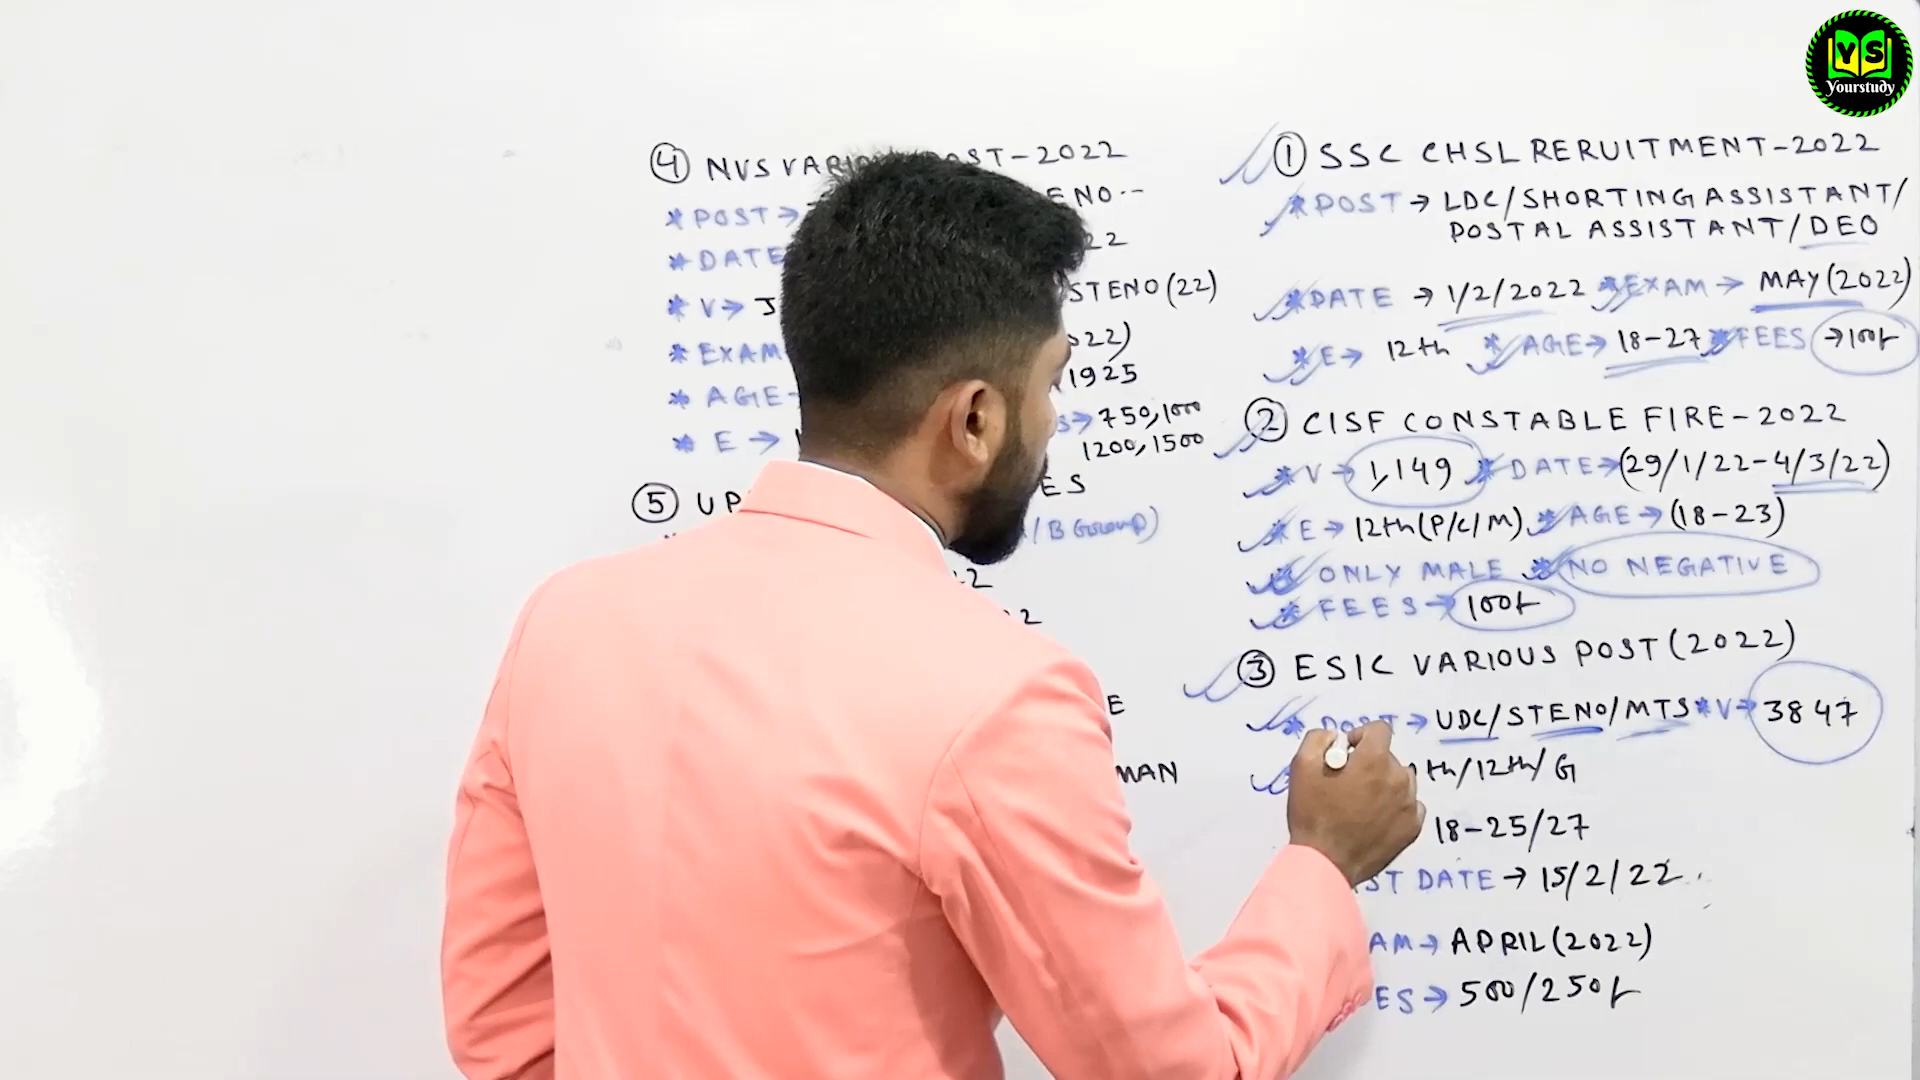 YS
Yourstudy
① SSC CHSL RERUITMENT-2022
*POST → LDC/SHORTING ASSISTANT/
POSTAL ASSISTANT/DEO
*DATE → 1/2/2022 *EXAM → MAY(2022)
*E → 12th *AGE → 18-27 *FEES → 100/-
② CISF CONSTABLE FIRE-2022
*V → 1,149 *DATE → (29/1/22-4/3/22)
*E → 12th(P/C/M) *AGE → (18-23)
* ONLY MALE * NO NEGATIVE
* FEES → 100/-
③ ESIC VARIOUS POST(2022)
* POST → UDC/STENO/MTS *V → 3847
th/12th/G
18-25/27
DATE → 15/2/22
AM → APRIL(2022)
ES → 500/250/-
④ NVS POST-2022
*POST → ENO--
*DATE 22
*V → J STENO(22)
*EXAM 022)
*AGE- 1925
*E → S → 750,1000
1200,1500
⑤ UP ES
/B Group)
2
2
E
MAN